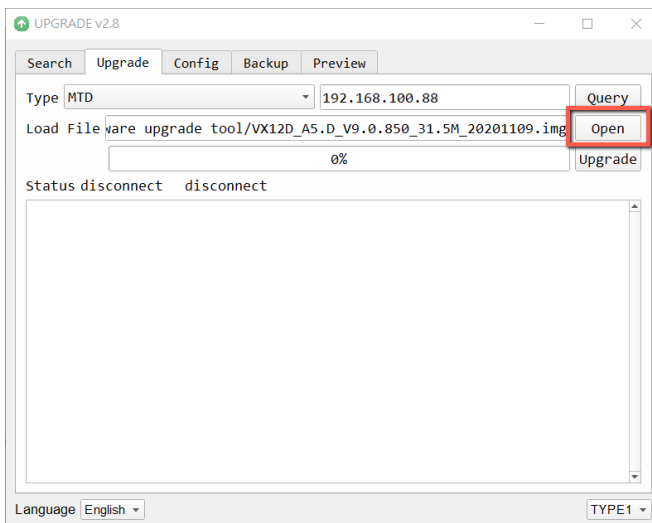 UPGRADE v2.8
Search Upgrade Config Backup Preview
Type MTD 192.168.100.88 Query
Load File ware upgrade tool/VX12D_A5.D_V9.0.850_31.5M_20201109.img Open
0% Upgrade
Status disconnect disconnect
Language English TYPE1